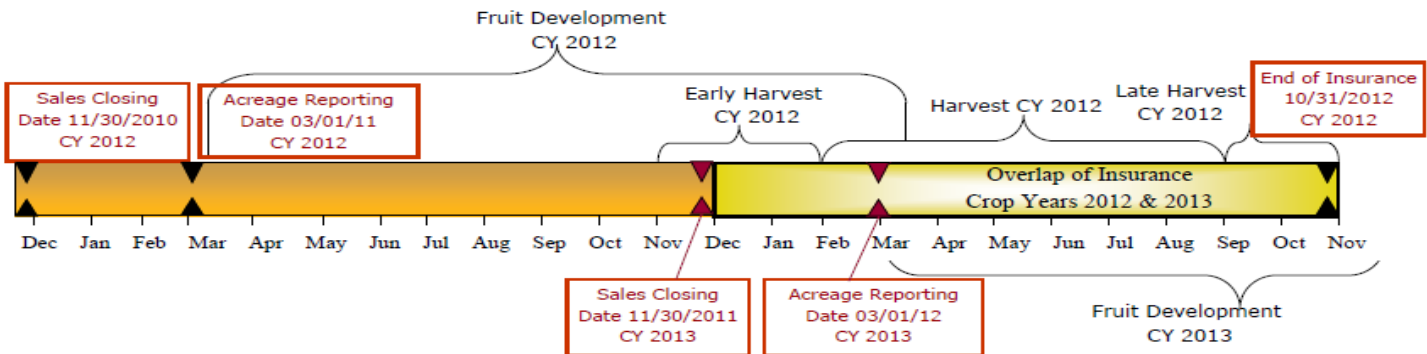 Fruit Development
CY 2012
Sales Closing
Date 11/30/2010
CY 2012
Acreage Reporting
Date 03/01/11
CY 2012
Early Harvest
CY 2012
Harvest CY 2012
Late Harvest
CY 2012
End of Insurance
10/31/2012
CY 2012
Overlap of Insurance
Crop Years 2012 & 2013
Dec Jan Feb Mar Apr May Jun Jul Aug Sep Oct Nov Dec Jan Feb Mar Apr May Jun Jul Aug Sep Oct Nov
Sales Closing
Date 11/30/2011
CY 2013
Acreage Reporting
Date 03/01/12
CY 2013
Fruit Development
CY 2013